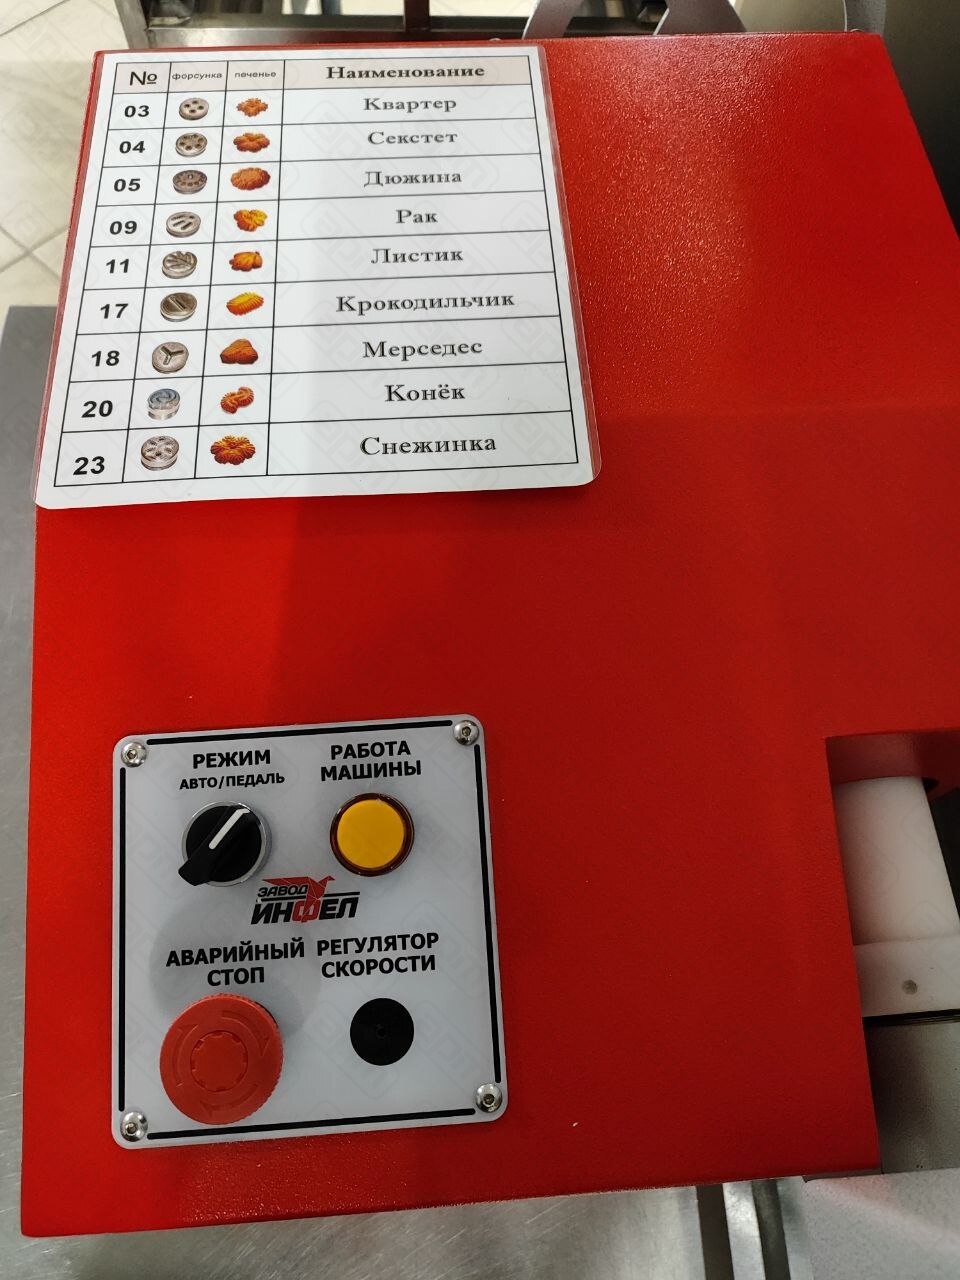 № форсунка печенье Наименование
03 Квартер
04 Секстет
05 Дюжина
09 Рак
11 Листик
17 Крокодильчик
18 Мерседес
20 Конёк
23 Снежинка
РЕЖИМ
АВТО/ПЕДАЛЬ
РАБОТА
МАШИНЫ
ЗАВОД
ИНФЕЛ
АВАРИЙНЫЙ
СТОП
РЕГУЛЯТОР
СКОРОСТИ